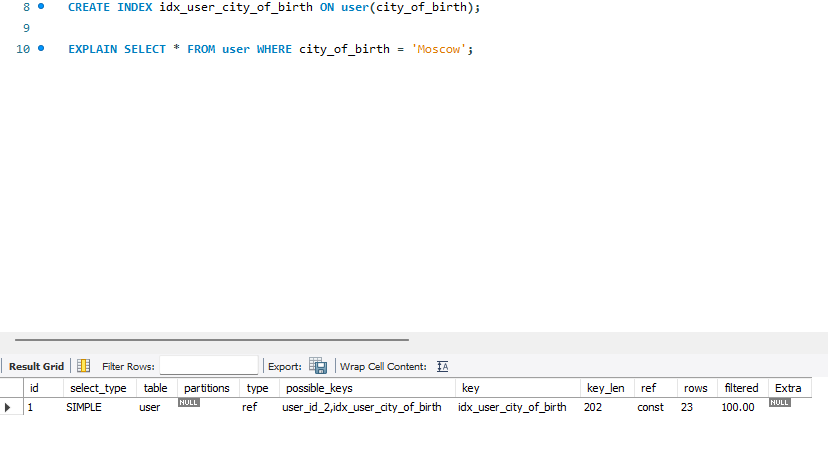 8 CREATE INDEX idx_user_city_of_birth ON user(city_of_birth);
9
10 EXPLAIN SELECT * FROM user WHERE city_of_birth = 'Moscow';
Result Grid Filter Rows: Export: Wrap Cell Content: IA
id select_type table partitions type possible_keys key key_len ref rows filtered Extra
1 SIMPLE user NULL ref user_id_2,idx_user_city_of_birth idx_user_city_of_birth 202 const 23 100.00 NULL